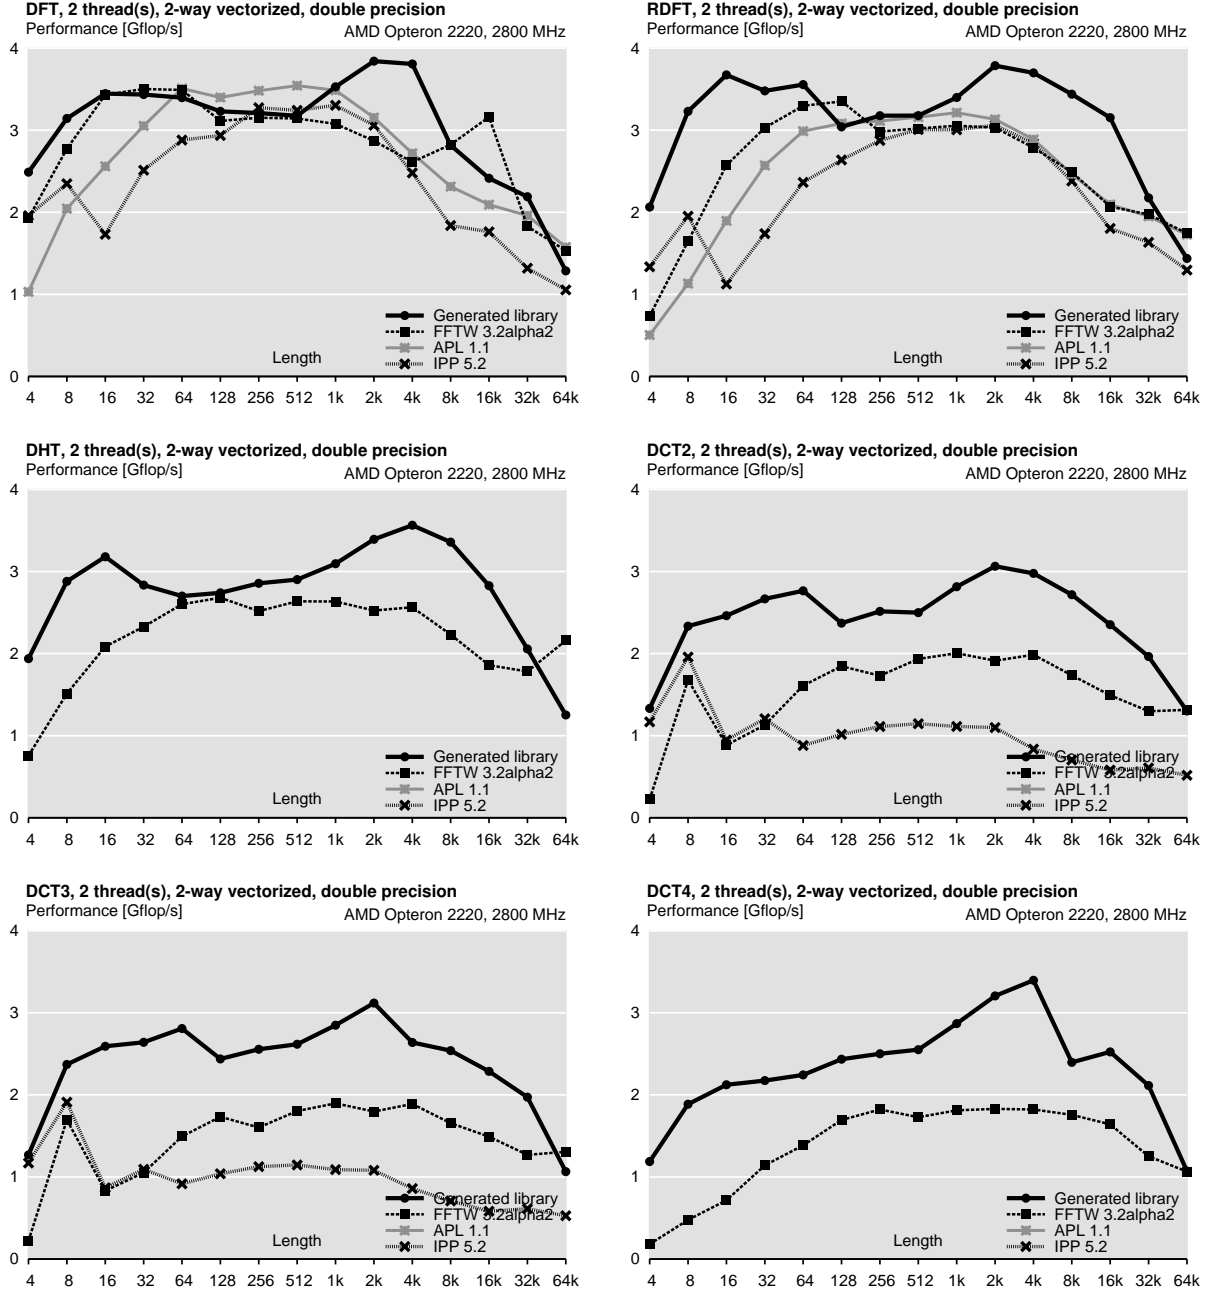 DFT, 2 thread(s), 2-way vectorized, double precision
Performance [Gflop/s]
AMD Opteron 2220, 2800 MHz
4
3
2
1
0
Generated library
FFTW 3.2alpha2
APL 1.1
IPP 5.2
Length
4 8 16 32 64 128 256 512 1k 2k 4k 8k 16k 32k 64k
RDFT, 2 thread(s), 2-way vectorized, double precision
Performance [Gflop/s]
AMD Opteron 2220, 2800 MHz
4
3
2
1
0
Generated library
FFTW 3.2alpha2
APL 1.1
IPP 5.2
Length
4 8 16 32 64 128 256 512 1k 2k 4k 8k 16k 32k 64k
DHT, 2 thread(s), 2-way vectorized, double precision
Performance [Gflop/s]
AMD Opteron 2220, 2800 MHz
4
3
2
1
0
Generated library
FFTW 3.2alpha2
APL 1.1
IPP 5.2
Length
4 8 16 32 64 128 256 512 1k 2k 4k 8k 16k 32k 64k
DCT2, 2 thread(s), 2-way vectorized, double precision
Performance [Gflop/s]
AMD Opteron 2220, 2800 MHz
4
3
2
1
0
Generated library
FFTW 3.2alpha2
APL 1.1
IPP 5.2
Length
4 8 16 32 64 128 256 512 1k 2k 4k 8k 16k 32k 64k
DCT3, 2 thread(s), 2-way vectorized, double precision
Performance [Gflop/s]
AMD Opteron 2220, 2800 MHz
4
3
2
1
0
Generated library
FFTW 3.2alpha2
APL 1.1
IPP 5.2
Length
4 8 16 32 64 128 256 512 1k 2k 4k 8k 16k 32k 64k
DCT4, 2 thread(s), 2-way vectorized, double precision
Performance [Gflop/s]
AMD Opteron 2220, 2800 MHz
4
3
2
1
0
Generated library
FFTW 3.2alpha2
APL 1.1
IPP 5.2
Length
4 8 16 32 64 128 256 512 1k 2k 4k 8k 16k 32k 64k